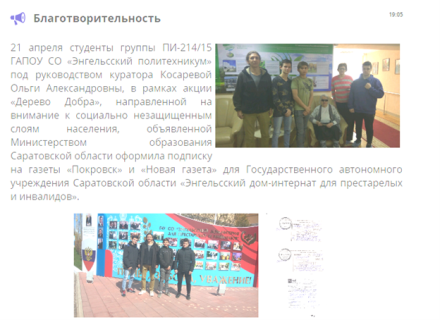 Благотворительность
19:05
21 апреля студенты группы ПИ-214/15
ГАПОУ СО «Энгельсский политехникум»
под руководством куратора Косаревой
Ольги Александровны, в рамках акции
«Дерево Добра», направленной на
внимание к социально незащищенным
слоям населения, объявленной
Министерством образования
Саратовской области оформила подписку
на газеты «Покровск» и «Новая газета» для Государственного автономного
учреждения Саратовской области «Энгельсский дом-интернат для престарелых
и инвалидов».